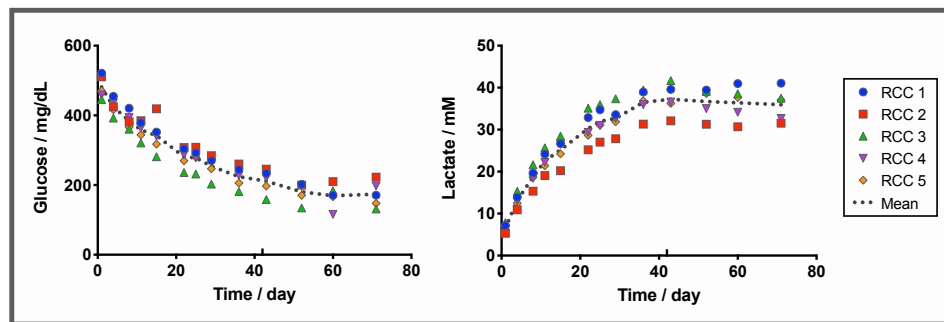 Glucose / mg/dL
600
400
200
0
0
20
40
60
80
Time / day
Lactate / mM
50
40
30
20
10
0
0
20
40
60
80
Time / day
RCC 1
RCC 2
RCC 3
RCC 4
RCC 5
Mean